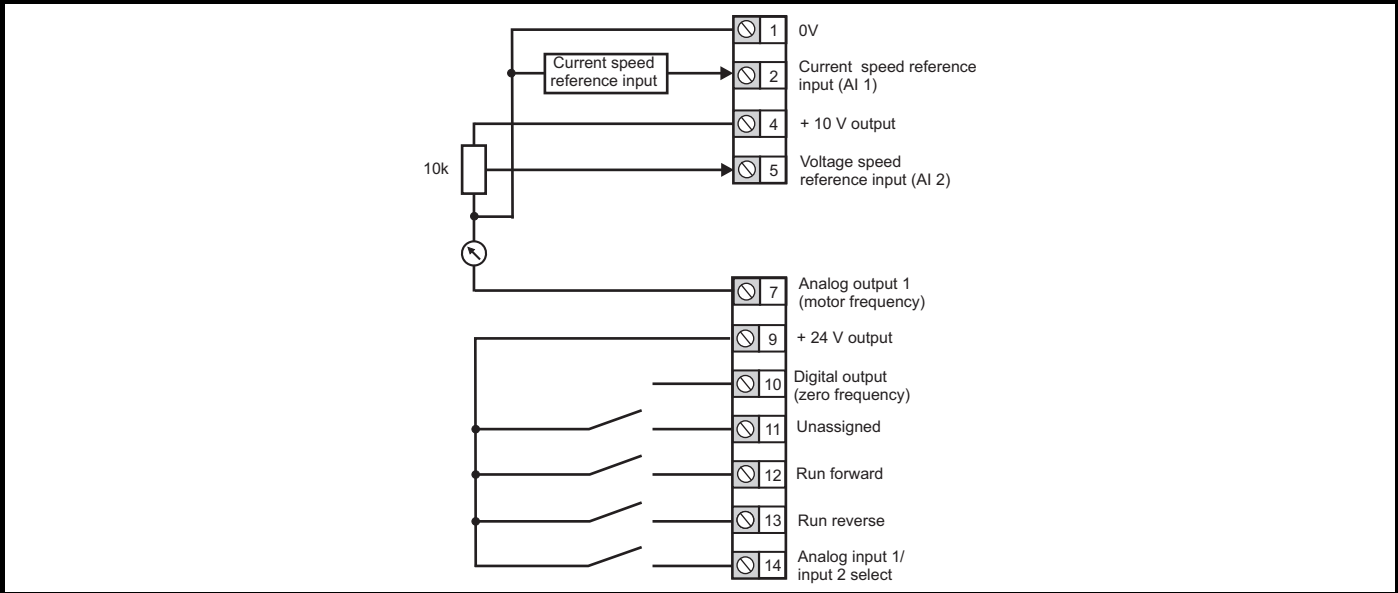 1 0V
Current speed
reference input
2 Current speed reference
input (AI 1)
4 + 10 V output
10k
5 Voltage speed
reference input (AI 2)
7 Analog output 1
(motor frequency)
9 + 24 V output
10 Digital output
(zero frequency)
11 Unassigned
12 Run forward
13 Run reverse
14 Analog input 1/
input 2 select